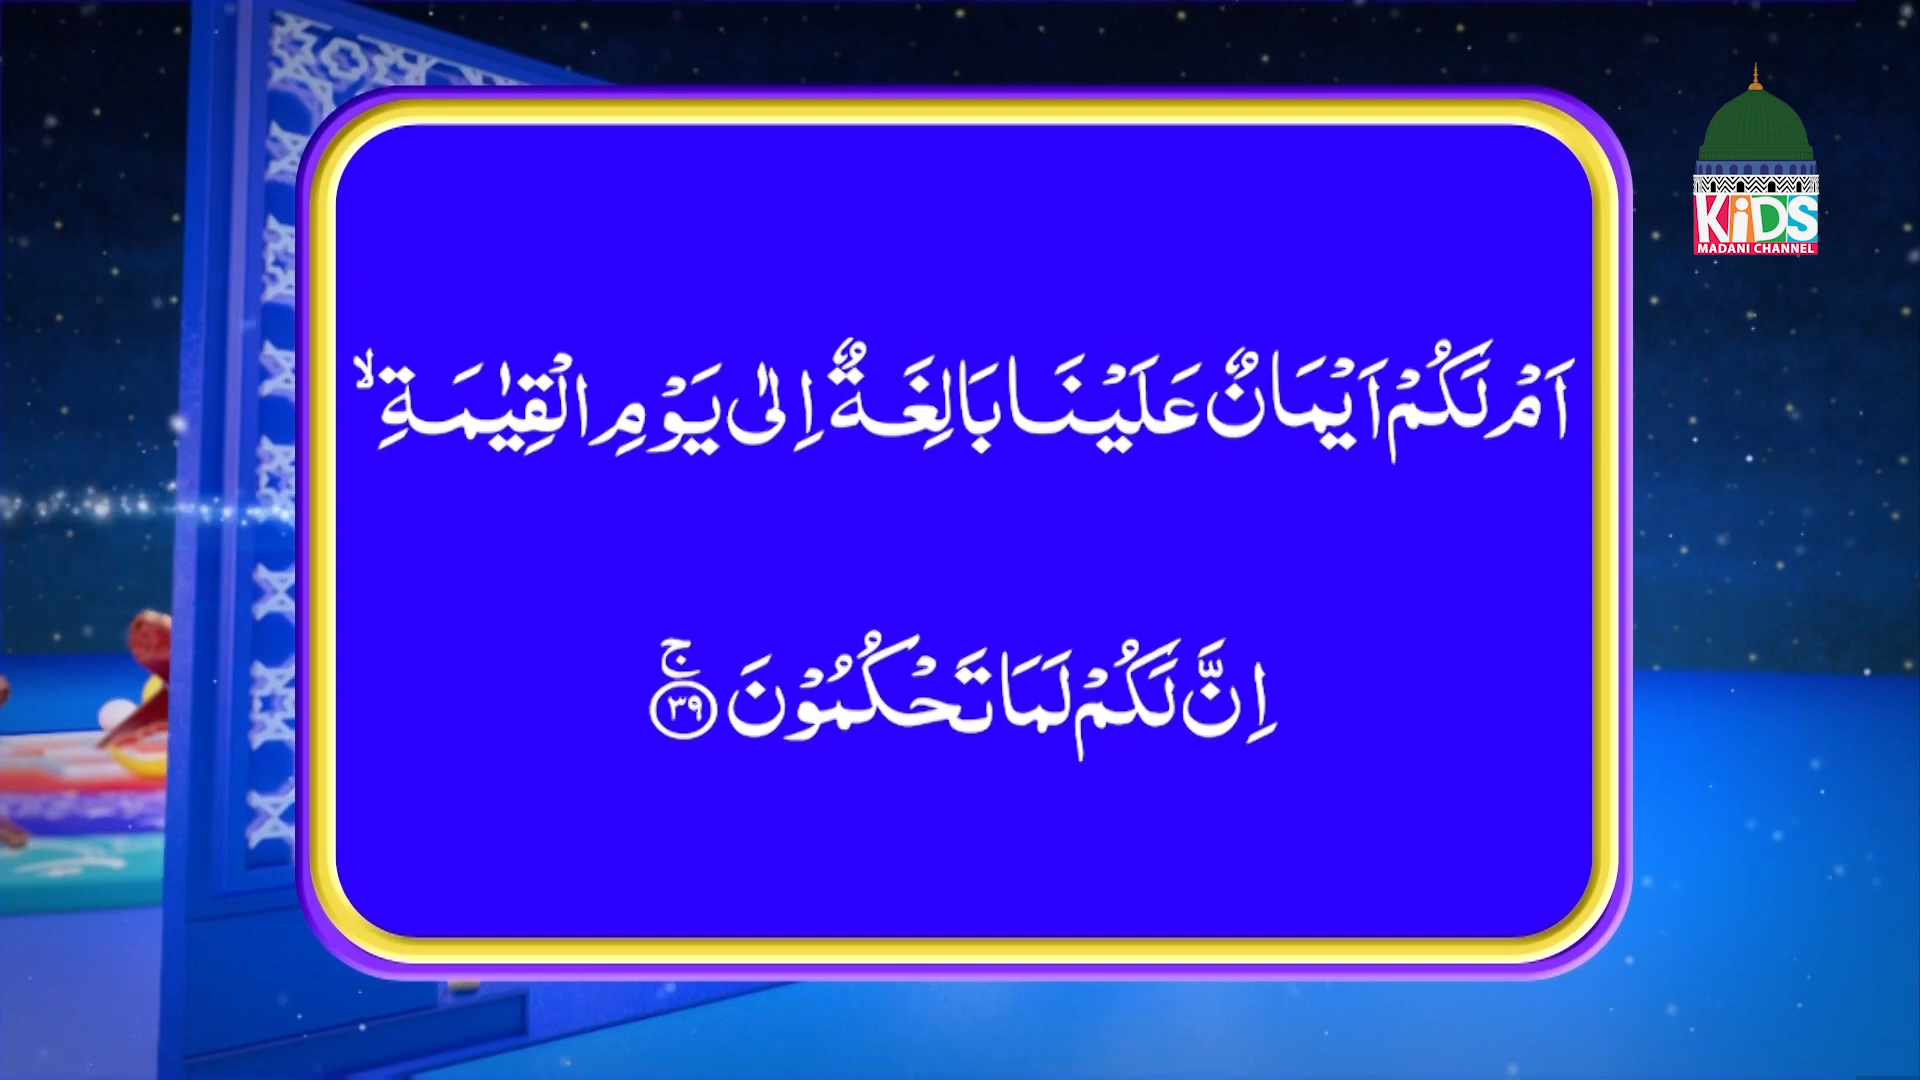 اَمْ لَكُمْ اَیْمَانٌ عَلَیْنَا بَالِغَةٌ اِلٰى یَوْمِ الْقِیٰمَةِۙ
اِنَّ لَكُمْ لَمَا تَحْكُمُوْنَۚ ﴿۳۹﴾
KiDS
MADANI CHANNEL